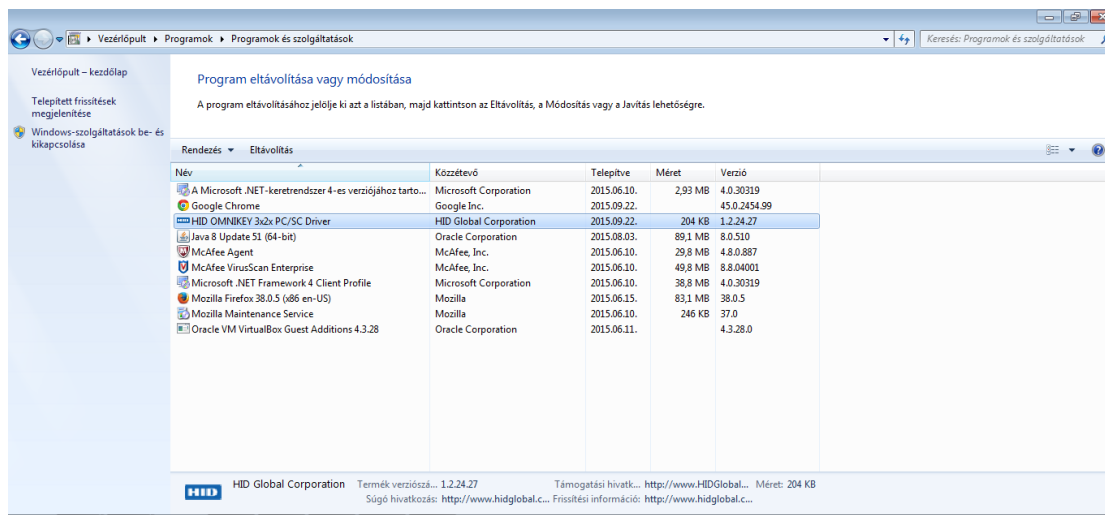 Vezérlőpult ▸ Programok ▸ Programok és szolgáltatások
Keresés: Programok és szolgáltatások
Vezérlőpult – kezdőlap
Telepített frissítések
megjelenítése
Windows-szolgáltatások be- és
kikapcsolása
Program eltávolítása vagy módosítása
A program eltávolításához jelölje ki azt a listában, majd kattintson az Eltávolítás, a Módosítás vagy a Javítás lehetőségre.
Rendezés Eltávolítás
Név Közzétevő Telepítve Méret Verzió
A Microsoft .NET-keretrendszer 4-es verziójához tarto... Microsoft Corporation 2015.06.10. 2,93 MB 4.0.30319
Google Chrome Google Inc. 2015.09.22. 45.0.2454.99
HID OMNIKEY 3x2x PC/SC Driver HID Global Corporation 2015.09.22. 204 KB 1.2.24.27
Java 8 Update 51 (64-bit) Oracle Corporation 2015.08.03. 89,1 MB 8.0.510
McAfee Agent McAfee, Inc. 2015.06.10. 29,8 MB 4.8.0.887
McAfee VirusScan Enterprise McAfee, Inc. 2015.06.10. 49,8 MB 8.8.04001
Microsoft .NET Framework 4 Client Profile Microsoft Corporation 2015.06.10. 38,8 MB 4.0.30319
Mozilla Firefox 38.0.5 (x86 en-US) Mozilla 2015.06.15. 83,1 MB 38.0.5
Mozilla Maintenance Service Mozilla 2015.06.10. 246 KB 37.0
Oracle VM VirtualBox Guest Additions 4.3.28 Oracle Corporation 2015.06.11. 4.3.28.0
HID
HID Global Corporation Termék verziószá... 1.2.24.27 Támogatási hivatk... http://www.HIDGlobal... Méret: 204 KB
Súgó hivatkozás: http://www.hidglobal.c... Frissítési információ: http://www.hidglobal.c...